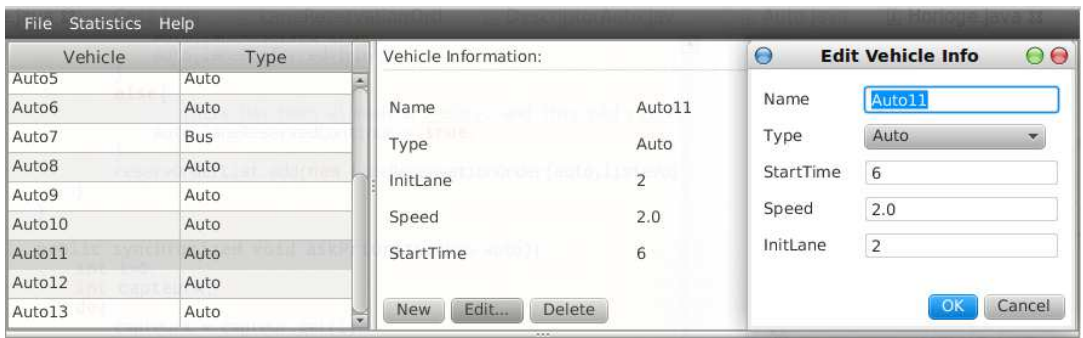 File Statistics Help
Vehicle Type
Auto5 Auto
Auto6 Auto
Auto7 Bus
Auto8 Auto
Auto9 Auto
Auto10 Auto
Auto11 Auto
Auto12 Auto
Auto13 Auto
Vehicle Information:
Name Auto11
Type Auto
InitLane 2
Speed 2.0
StartTime 6
New Edit... Delete
Edit Vehicle Info
Name Auto11
Type Auto
StartTime 6
Speed 2.0
InitLane 2
OK Cancel